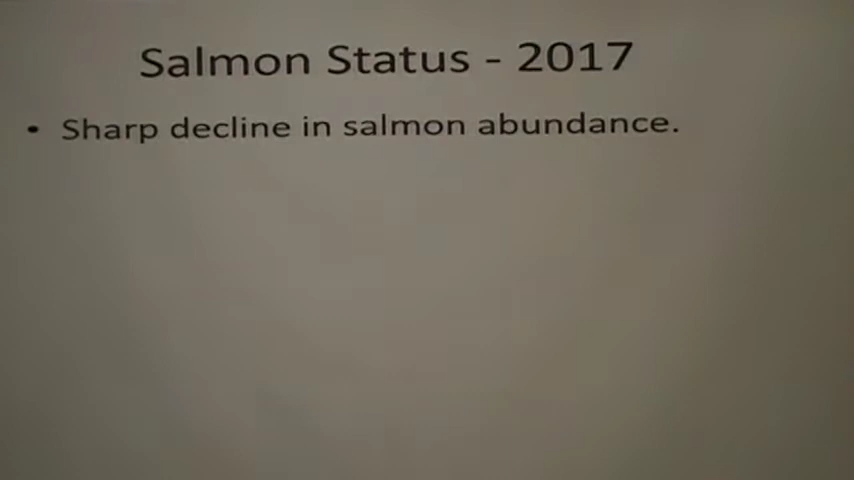 Salmon Status - 2017
• Sharp decline in salmon abundance.